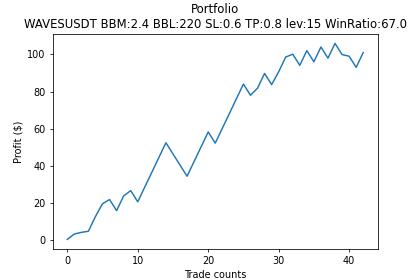 Portfolio
WAVESUSDT BBM:2.4 BBL:220 SL:0.6 TP:0.8 lev:15 WinRatio:67.0
100
80
60
40
20
0
Profit ($)
0 10 20 30 40
Trade counts